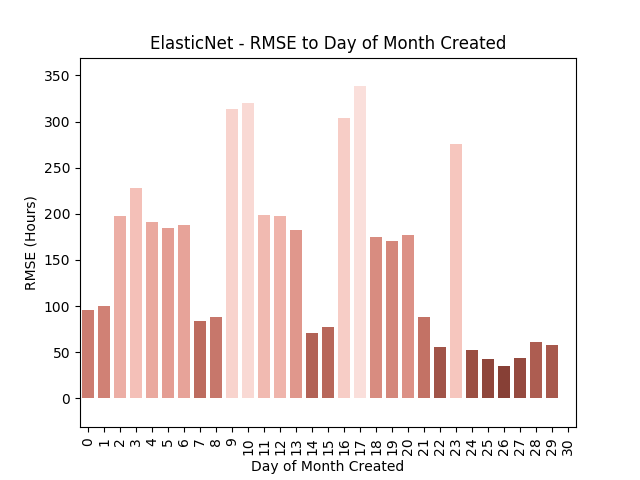 ElasticNet - RMSE to Day of Month Created
350
300
250
200
150
100
50
0
RMSE (Hours)
0 1 2 3 4 5 6 7 8 9 10 11 12 13 14 15 16 17 18 19 20 21 22 23 24 25 26 27 28 29 30
Day of Month Created